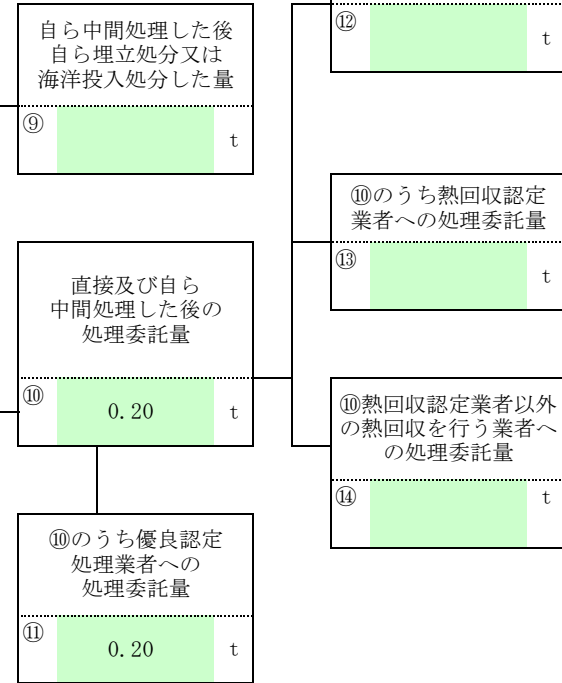 自ら中間処理した後
自ら埋立処分又は
海洋投入処分した量
⑨
t
直接及び自ら
中間処理した後の
処理委託量
⑩ 0.20 t
⑩のうち優良認定
処理業者への
処理委託量
⑪ 0.20 t
⑫
t
⑩のうち熱回収認定
業者への処理委託量
⑬
t
⑩熱回収認定業者以外
の熱回収を行う業者へ
の処理委託量
⑭ t